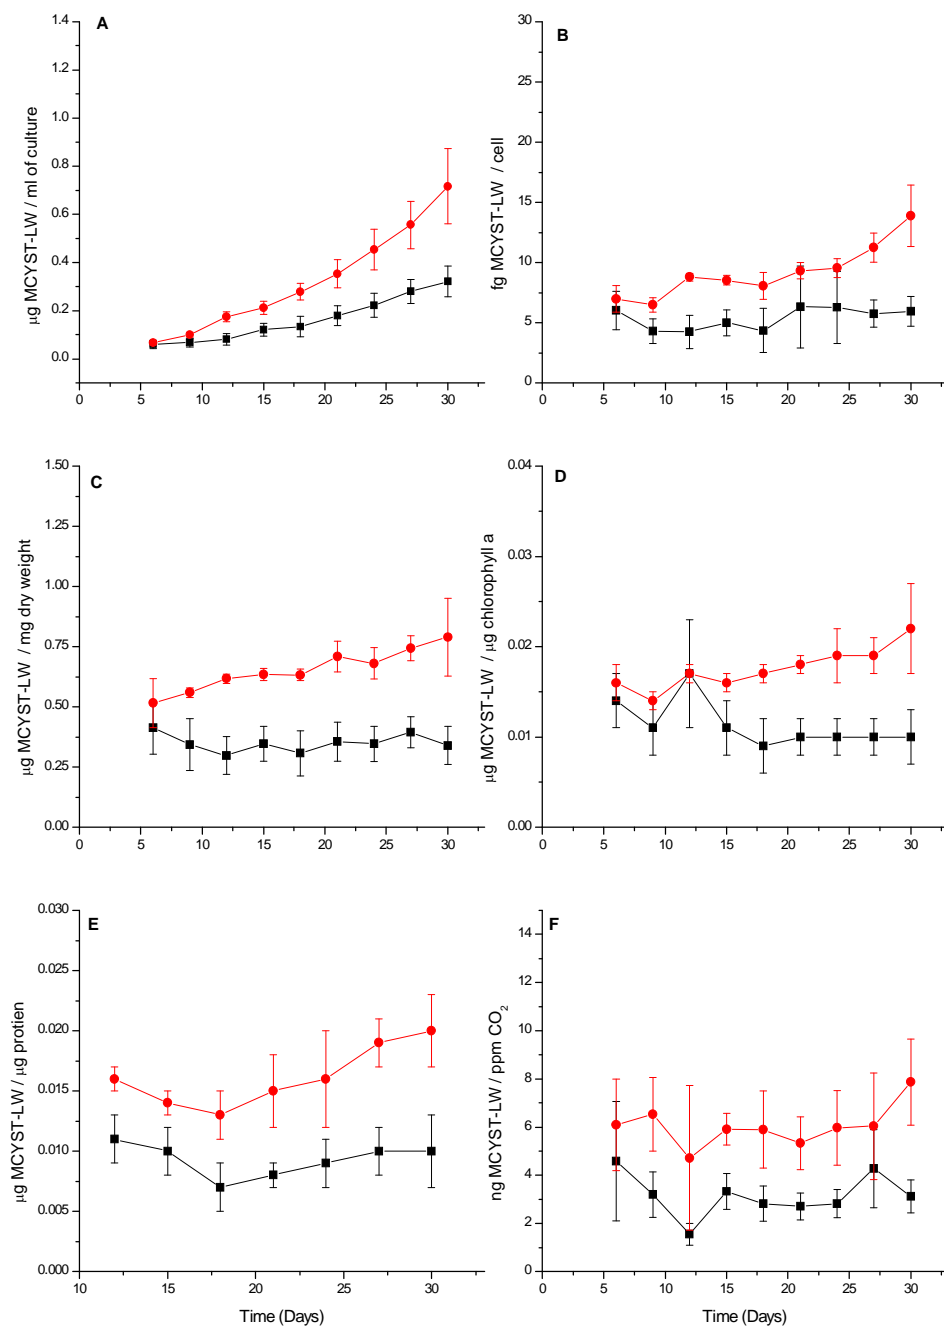 A
1.4
1.2
1.0
0.8
0.6
0.4
0.2
0.0
µg MCYST-LW / ml of culture
0 5 10 15 20 25 30
B
30
25
20
15
10
5
0
fg MCYST-LW / cell
0 5 10 15 20 25 30
C
1.50
1.25
1.00
0.75
0.50
0.25
0.00
µg MCYST-LW / mg dry weight
0 5 10 15 20 25 30
D
0.04
0.03
0.02
0.01
0.00
µg MCYST-LW / µg chlorophyll a
0 5 10 15 20 25 30
E
0.030
0.025
0.020
0.015
0.010
0.005
0.000
µg MCYST-LW / µg protien
10 15 20 25 30
Time (Days)
F
14
12
10
8
6
4
2
0
ng MCYST-LW / ppm CO₂
0 5 10 15 20 25 30
Time (Days)